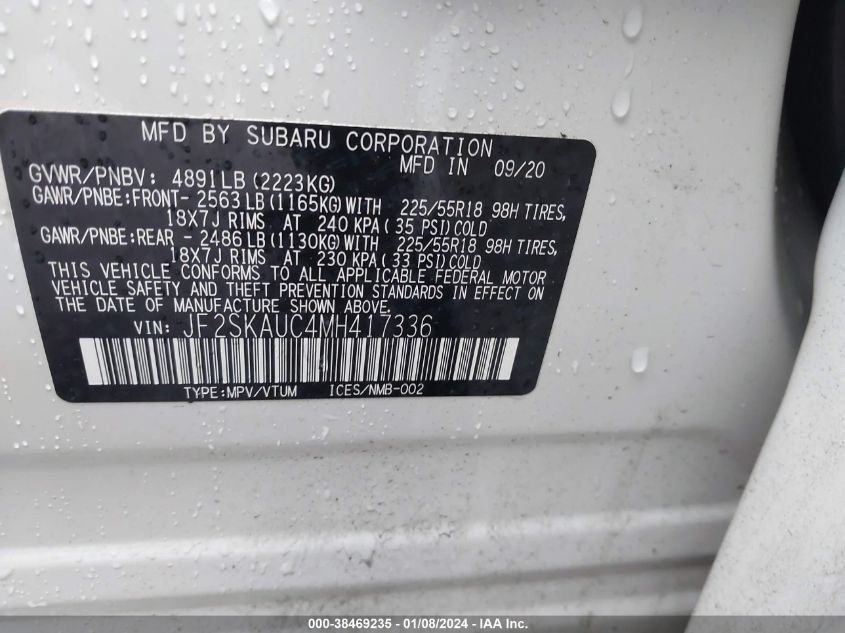 MFD BY SUBARU CORPORATION
MFD IN 09/20
GVWR/PNBV: 4891LB(2223KG)
GAWR/PNBE:FRONT- 2563LB(1165KG)WITH 225/55R18 98H TIRES,
18X7J RIMS AT 240 KPA(35 PSI)COLD
GAWR/PNBE:REAR - 2486LB(1130KG)WITH 225/55R18 98H TIRES,
18X7J RIMS AT 230 KPA(33 PSI)COLD
THIS VEHICLE CONFORMS TO ALL APPLICABLE FEDERAL MOTOR
VEHICLE SAFETY AND THEFT PREVENTION STANDARDS IN EFFECT ON
THE DATE OF MANUFACTURE SHOWN ABOVE.
VIN: JF2SKAUC4MH417336
TYPE:MPV/VTUM ICES/NMB-002
000-38469235 - 01/08/2024 - IAA Inc.